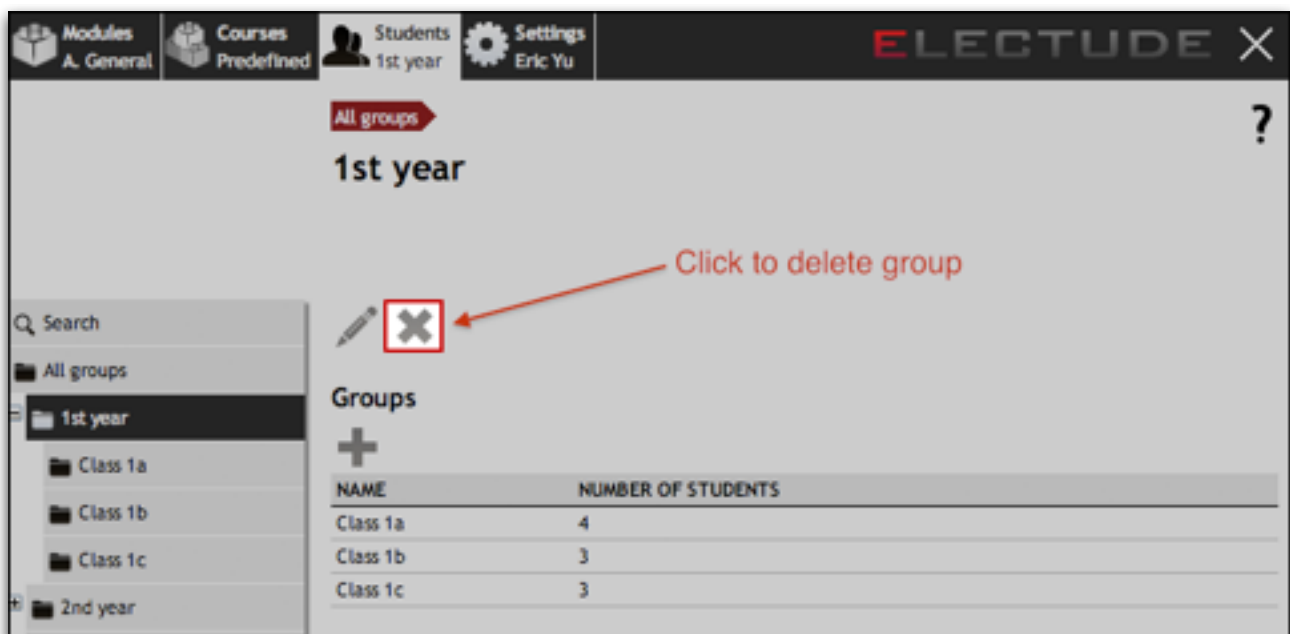 Modules
A. General
Courses
Predefined
Students
1st year
Settings
Eric Yu
ELECTUDE
All groups
?
1st year
Click to delete group
Search
All groups
1st year
Class 1a
Class 1b
Class 1c
2nd year
Groups
NAME NUMBER OF STUDENTS
Class 1a 4
Class 1b 3
Class 1c 3